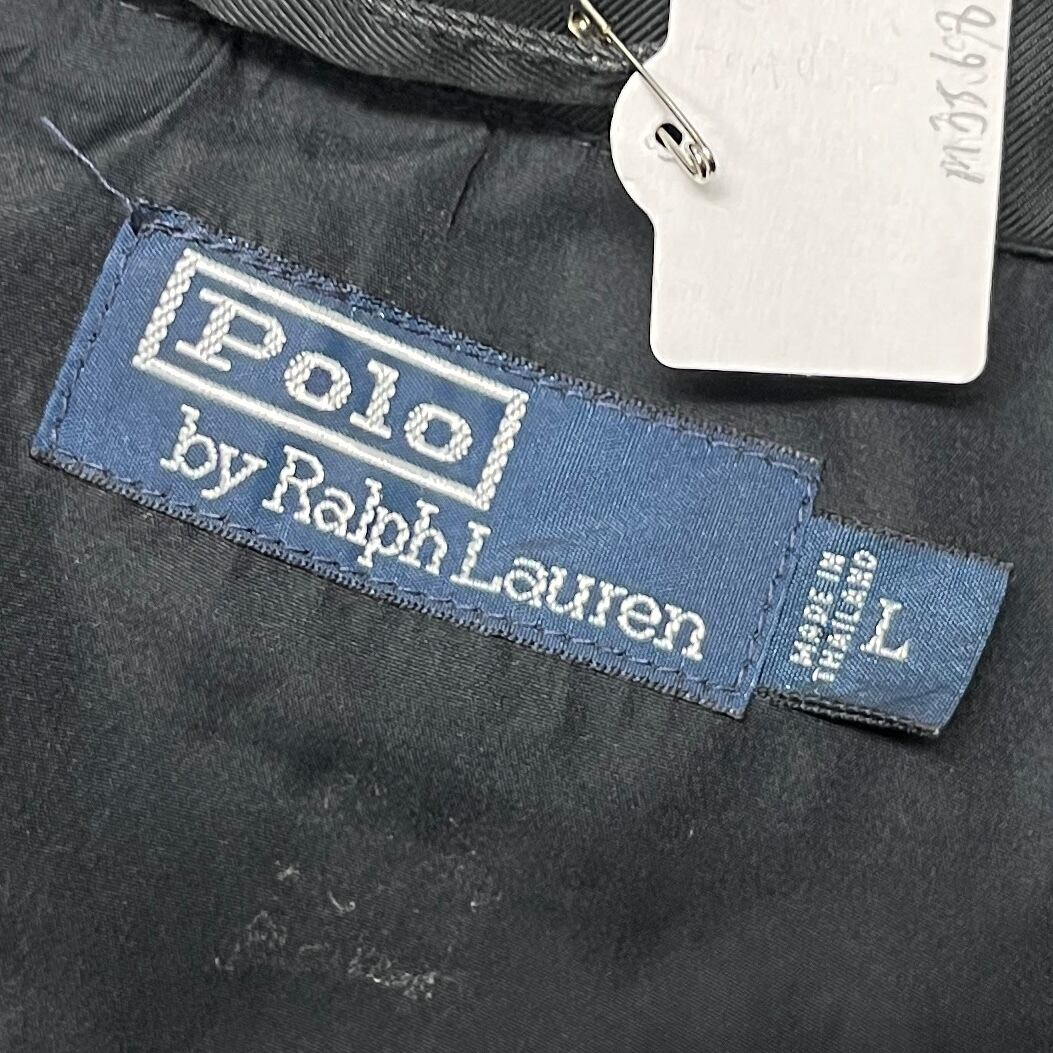 Polo
by Ralph Lauren
MADE IN
THAILAND
L